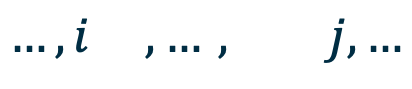 …, 𝑖 , … , 𝑗, …